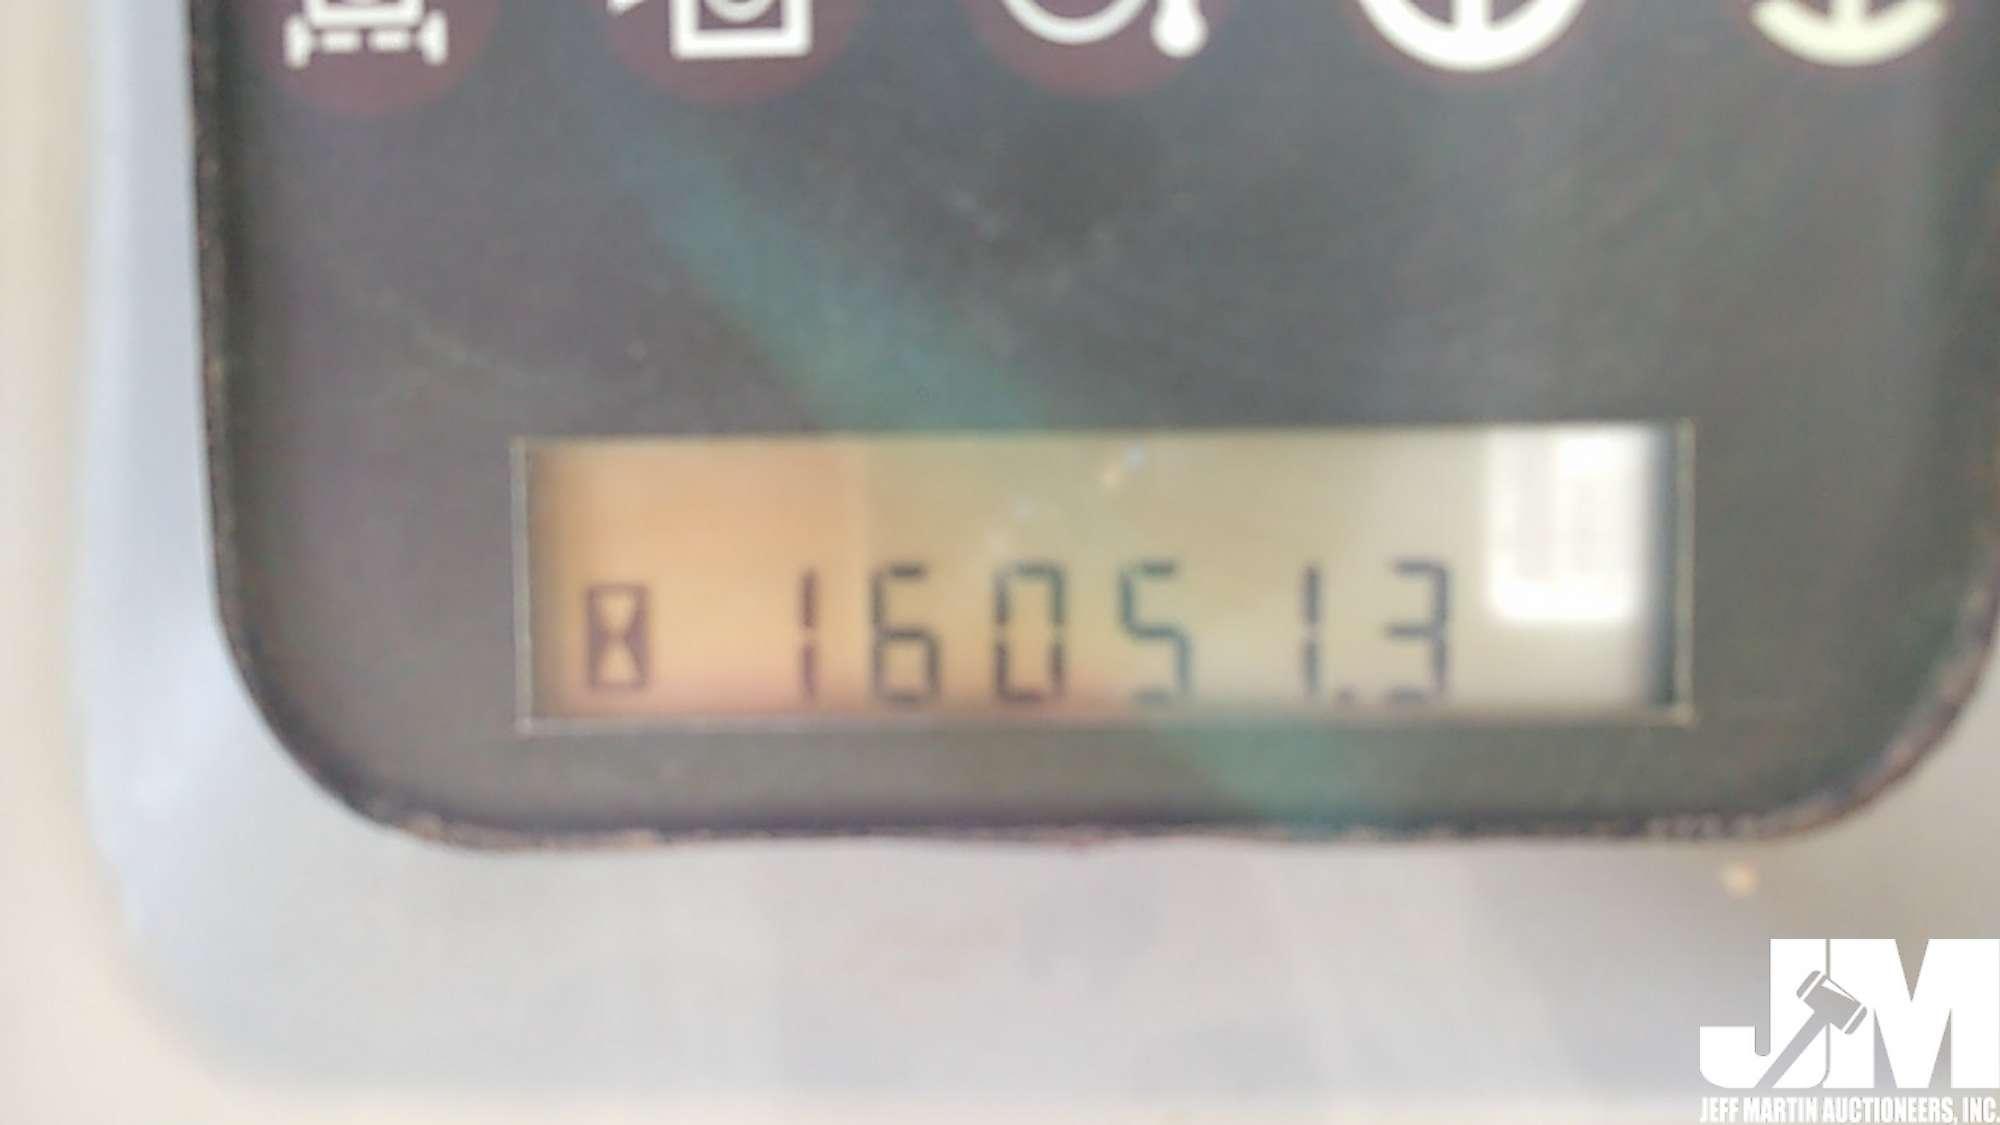 16051.3
JM
JEFF MARTIN AUCTIONEERS, INC.